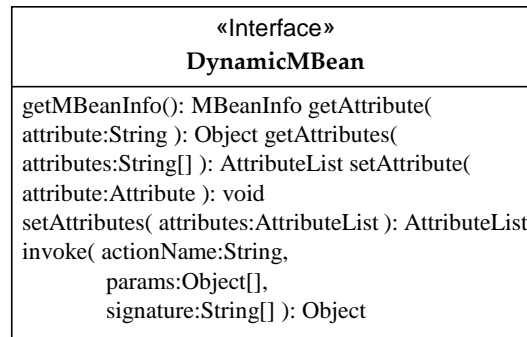 «Interface»
DynamicMBean
getMBeanInfo(): MBeanInfo getAttribute(
attribute:String ): Object getAttributes(
attributes:String[] ): AttributeList setAttribute(
attribute:Attribute ): void
setAttributes( attributes:AttributeList ): AttributeList
invoke( actionName:String,
params:Object[],
signature:String[] ): Object